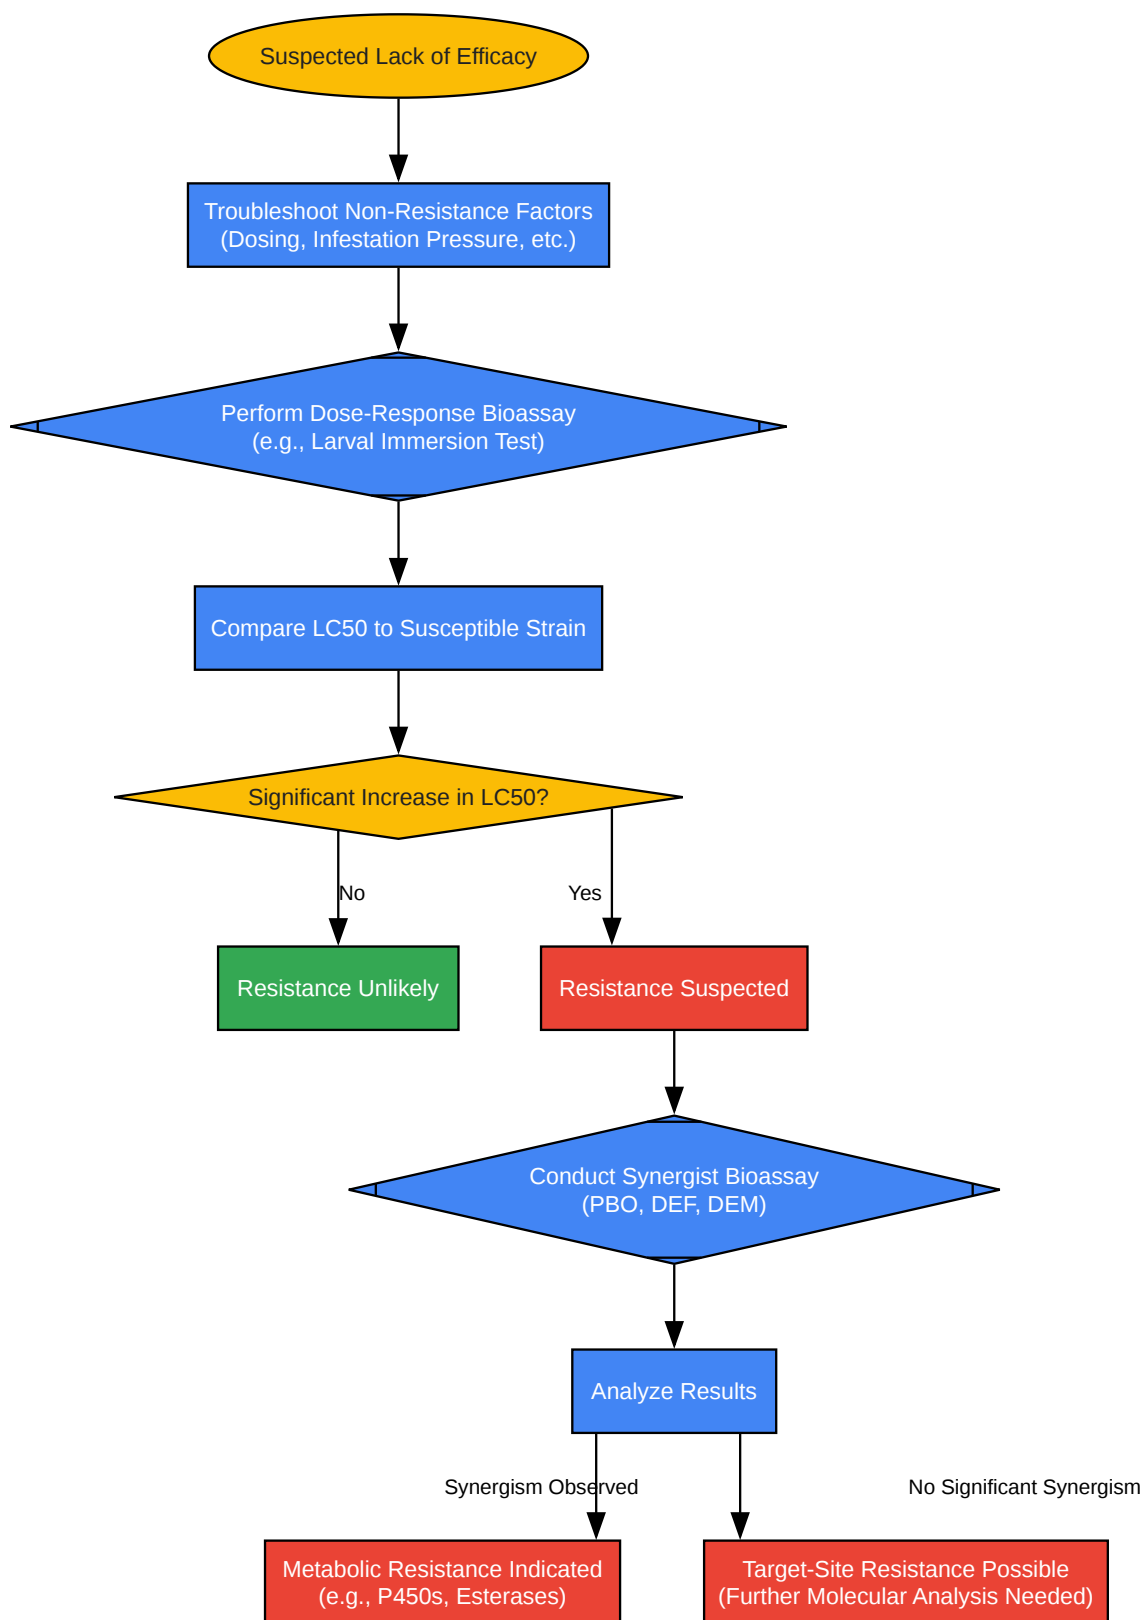 Suspected Lack of Efficacy
Troubleshoot Non-Resistance Factors
(Dosing, Infestation Pressure, etc.)
Perform Dose-Response Bioassay
(e.g., Larval Immersion Test)
Compare LC50 to Susceptible Strain
Significant Increase in LC50?
No
Yes
Resistance Unlikely
Resistance Suspected
Conduct Synergist Bioassay
(PBO, DEF, DEM)
Analyze Results
Synergism Observed
No Significant Synergism
Metabolic Resistance Indicated
(e.g., P450s, Esterases)
Target-Site Resistance Possible
(Further Molecular Analysis Needed)